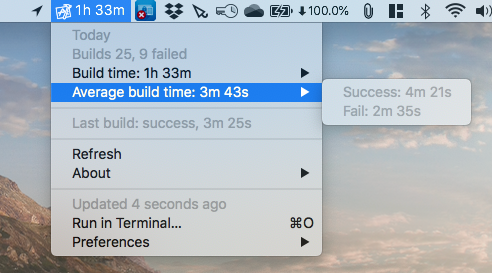 1h 33m
100.0%
Today
Builds 25, 9 failed
Build time: 1h 33m
Average build time: 3m 43s
Success: 4m 21s
Fail: 2m 35s
Last build: success, 3m 25s
Refresh
About
Updated 4 seconds ago
Run in Terminal... ⌘O
Preferences